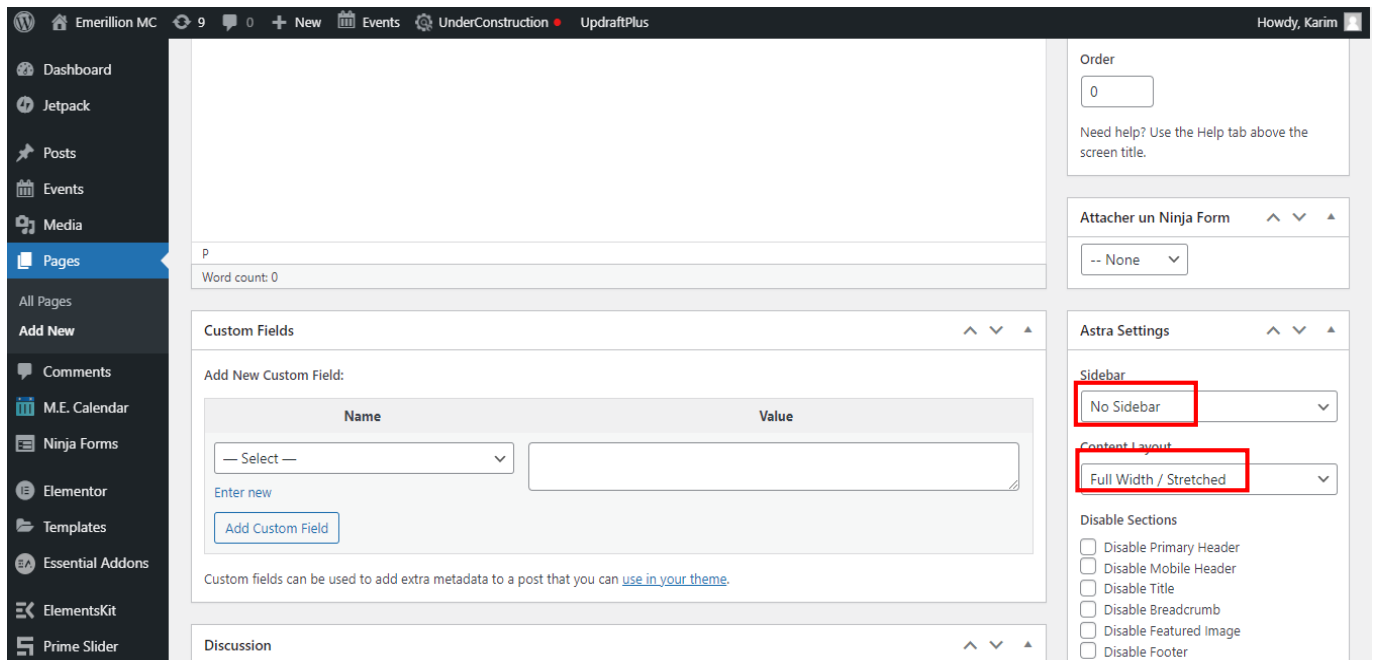 Emerillion MC 9 0 New Events UnderConstruction UpdraftPlus Howdy, Karim
Dashboard
Jetpack
Posts
Events
Media
Pages
All Pages
Add New
Comments
M.E. Calendar
Ninja Forms
Elementor
Templates
Essential Addons
ElementsKit
Prime Slider
P
Word count: 0
Custom Fields
Add New Custom Field:
Name Value
— Select —
Enter new
Add Custom Field
Custom fields can be used to add extra metadata to a post that you can use in your theme.
Discussion
Order
0
Need help? Use the Help tab above the
screen title.
Attacher un Ninja Form
-- None
Astra Settings
Sidebar
No Sidebar
Content Layout
Full Width / Stretched
Disable Sections
Disable Primary Header
Disable Mobile Header
Disable Title
Disable Breadcrumb
Disable Featured Image
Disable Footer